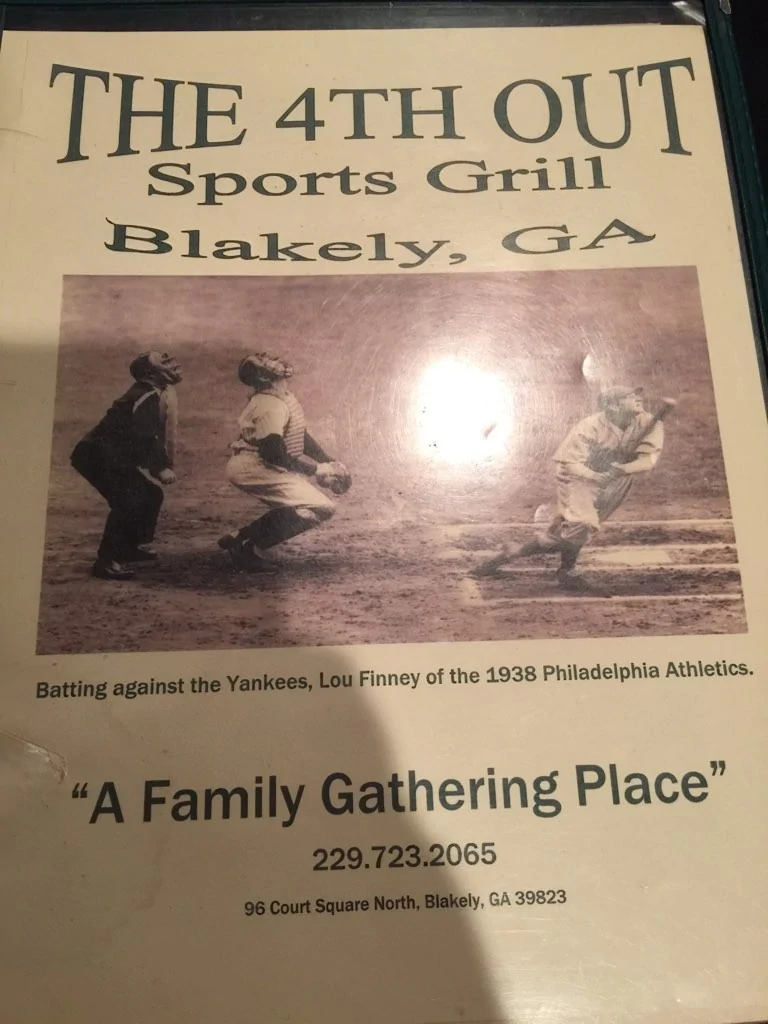 THE 4TH OUT
Sports Grill
Blakely, GA
Batting against the Yankees, Lou Finney of the 1938 Philadelphia Athletics.
“A Family Gathering Place”
229.723.2065
96 Court Square North, Blakely, GA 39823